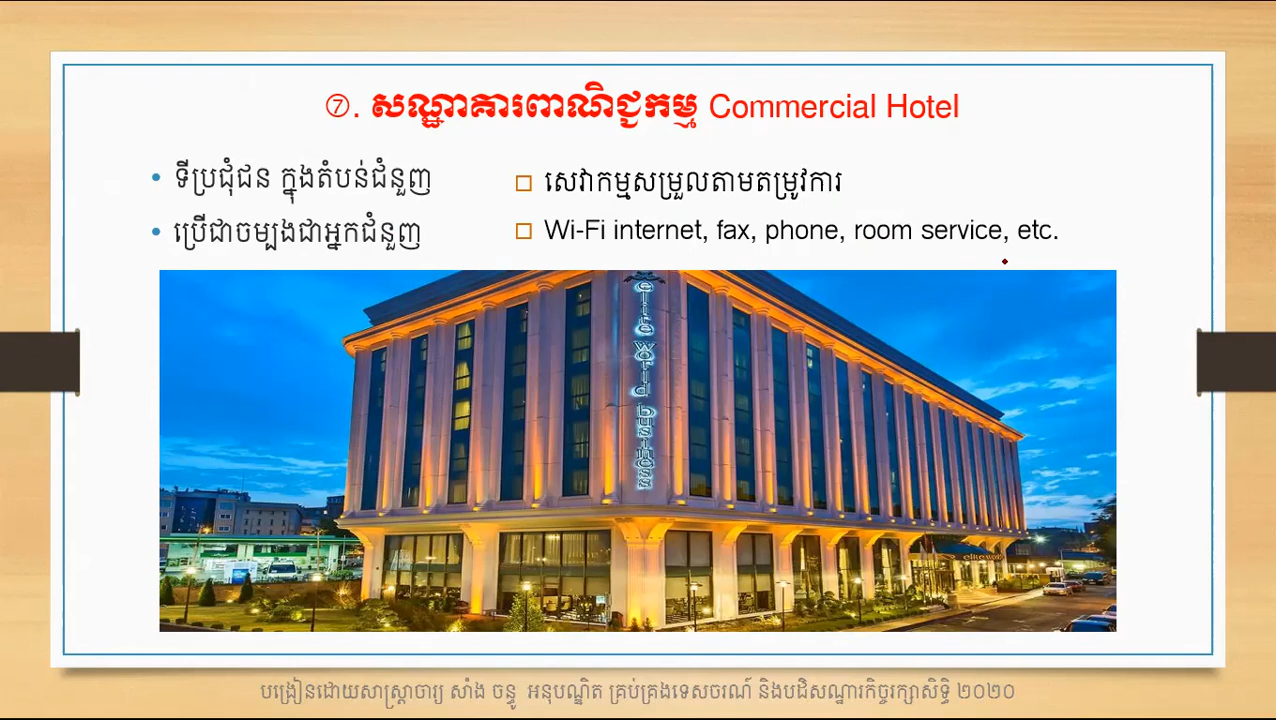 ⑦. សណ្ឋាគារពាណិជ្ជកម្ម Commercial Hotel
• ទីប្រជុំជន ក្នុងតំបន់ជំនួញ
• ប្រើជាចម្បងជាអ្នកជំនួញ
សេវាកម្មសម្រួលតាមតម្រូវការ
Wi-Fi internet, fax, phone, room service, etc.
elite world business
elite world
បង្រៀនដោយសាស្ត្រាចារ្យ សាំង ចន្ទូ អនុបណ្ឌិត គ្រប់គ្រងទេសចរណ៍ និងបដិសណ្ឋារកិច្ចរក្សាសិទ្ធិ ២០២០